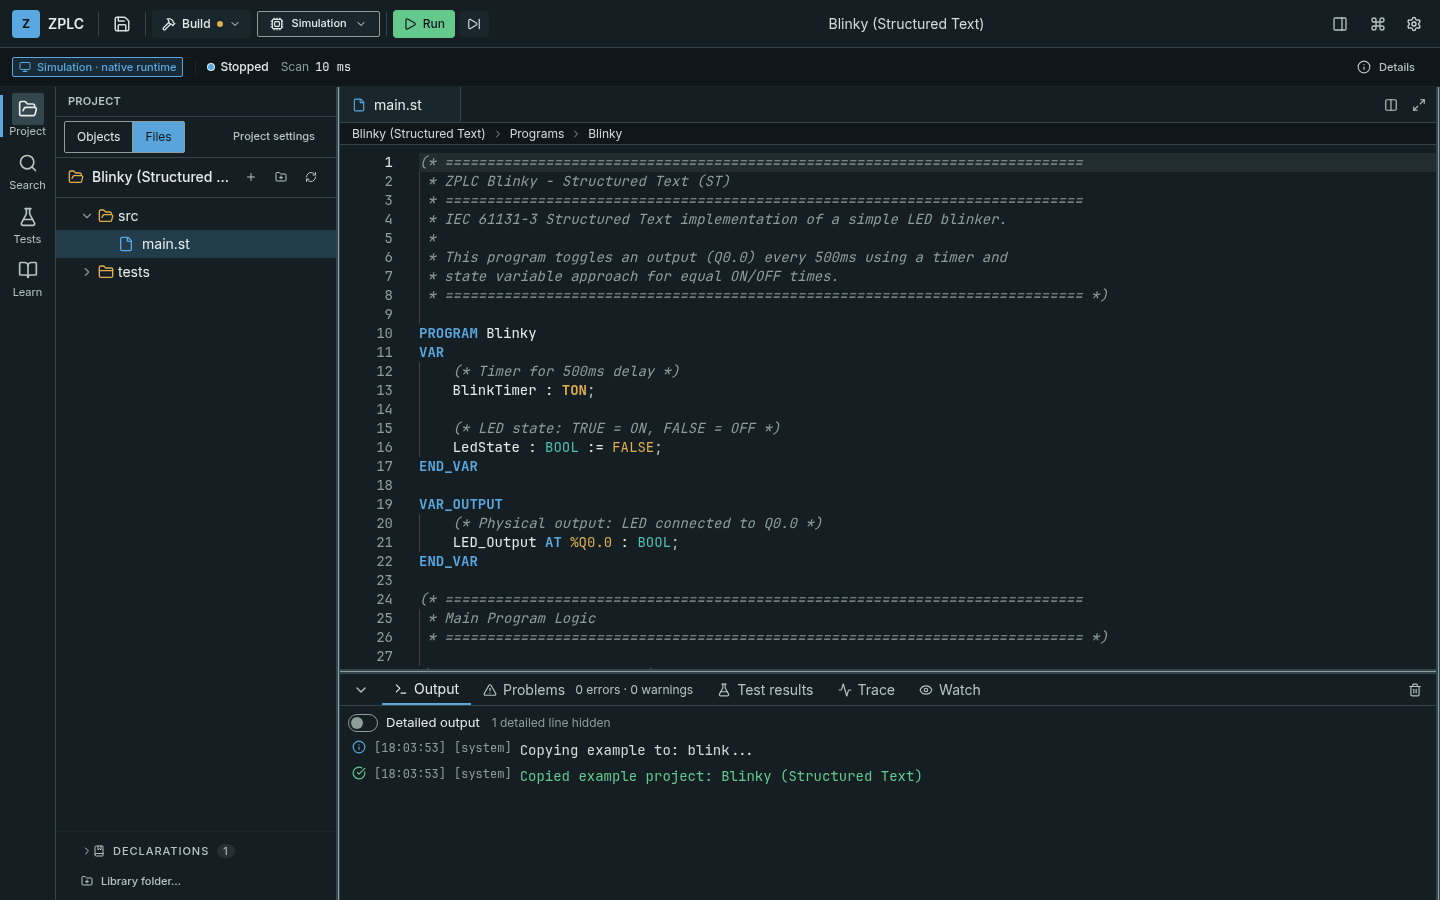 Z ZPLC Build Simulation Run Blinky (Structured Text)
Simulation · native runtime Stopped Scan 10 ms Details
Project
Search
Tests
Learn
PROJECT
Objects Files Project settings
Blinky (Structured ...
src
main.st
tests
DECLARATIONS 1
Library folder...
main.st
Blinky (Structured Text) > Programs > Blinky
1 (* ============================================================================
2 * ZPLC Blinky - Structured Text (ST)
3 * ============================================================================
4 * IEC 61131-3 Structured Text implementation of a simple LED blinker.
5 *
6 * This program toggles an output (Q0.0) every 500ms using a timer and
7 * state variable approach for equal ON/OFF times.
8 * ============================================================================ *)
9
10 PROGRAM Blinky
11 VAR
12 (* Timer for 500ms delay *)
13 BlinkTimer : TON;
14
15 (* LED state: TRUE = ON, FALSE = OFF *)
16 LedState : BOOL := FALSE;
17 END_VAR
18
19 VAR_OUTPUT
20 (* Physical output: LED connected to Q0.0 *)
21 LED_Output AT %Q0.0 : BOOL;
22 END_VAR
23
24 (* ============================================================================
25 * Main Program Logic
26 * ============================================================================ *)
27
Output Problems 0 errors · 0 warnings Test results Trace Watch
Detailed output 1 detailed line hidden
[18:03:53] [system] Copying example to: blink...
[18:03:53] [system] Copied example project: Blinky (Structured Text)